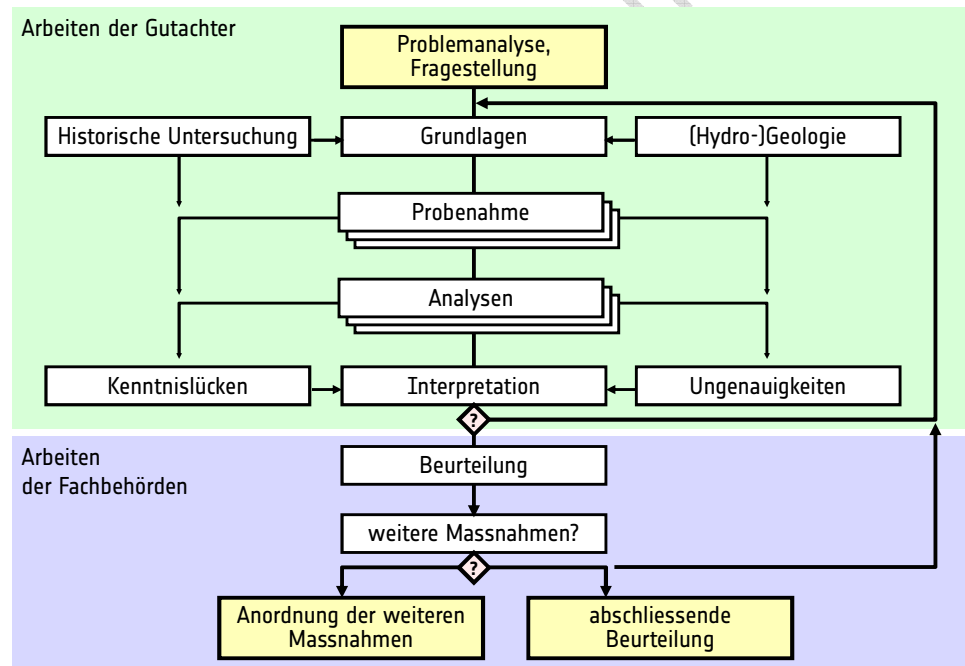 Arbeiten der Gutachter
Problemanalyse,
Fragestellung
Historische Untersuchung
Grundlagen
(Hydro-)Geologie
Probenahme
Analysen
Kenntnislücken
Interpretation
Ungenauigkeiten
?
Arbeiten
der Fachbehörden
Beurteilung
weitere Massnahmen?
?
Anordnung der weiteren
Massnahmen
abschliessende
Beurteilung